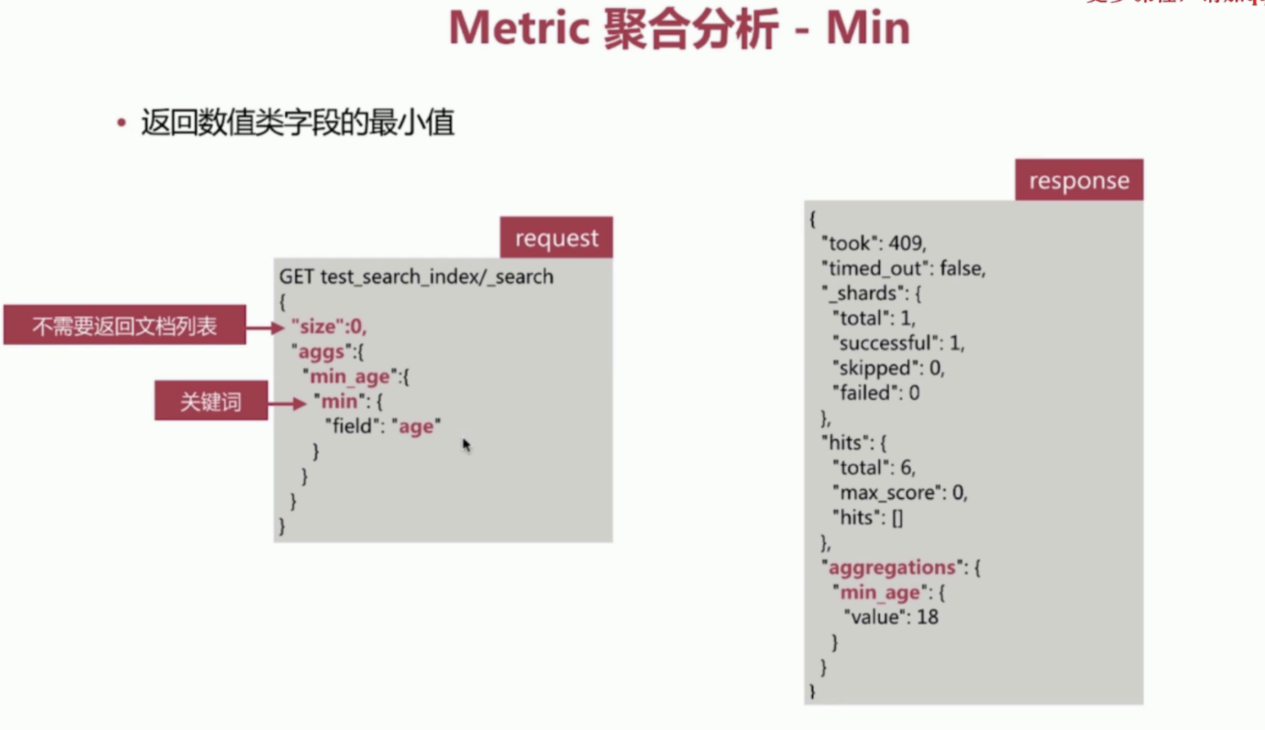 Metric 聚合分析 - Min
• 返回数值类字段的最小值
request
GET test_search_index/_search
{
"size":0,
"aggs":{
"min_age":{
"min": {
"field": "age"
}
}
}
}
不需要返回文档列表
关键词
response
{
"took": 409,
"timed_out": false,
"_shards": {
"total": 1,
"successful": 1,
"skipped": 0,
"failed": 0
},
"hits": {
"total": 6,
"max_score": 0,
"hits": []
},
"aggregations": {
"min_age": {
"value": 18
}
}
}